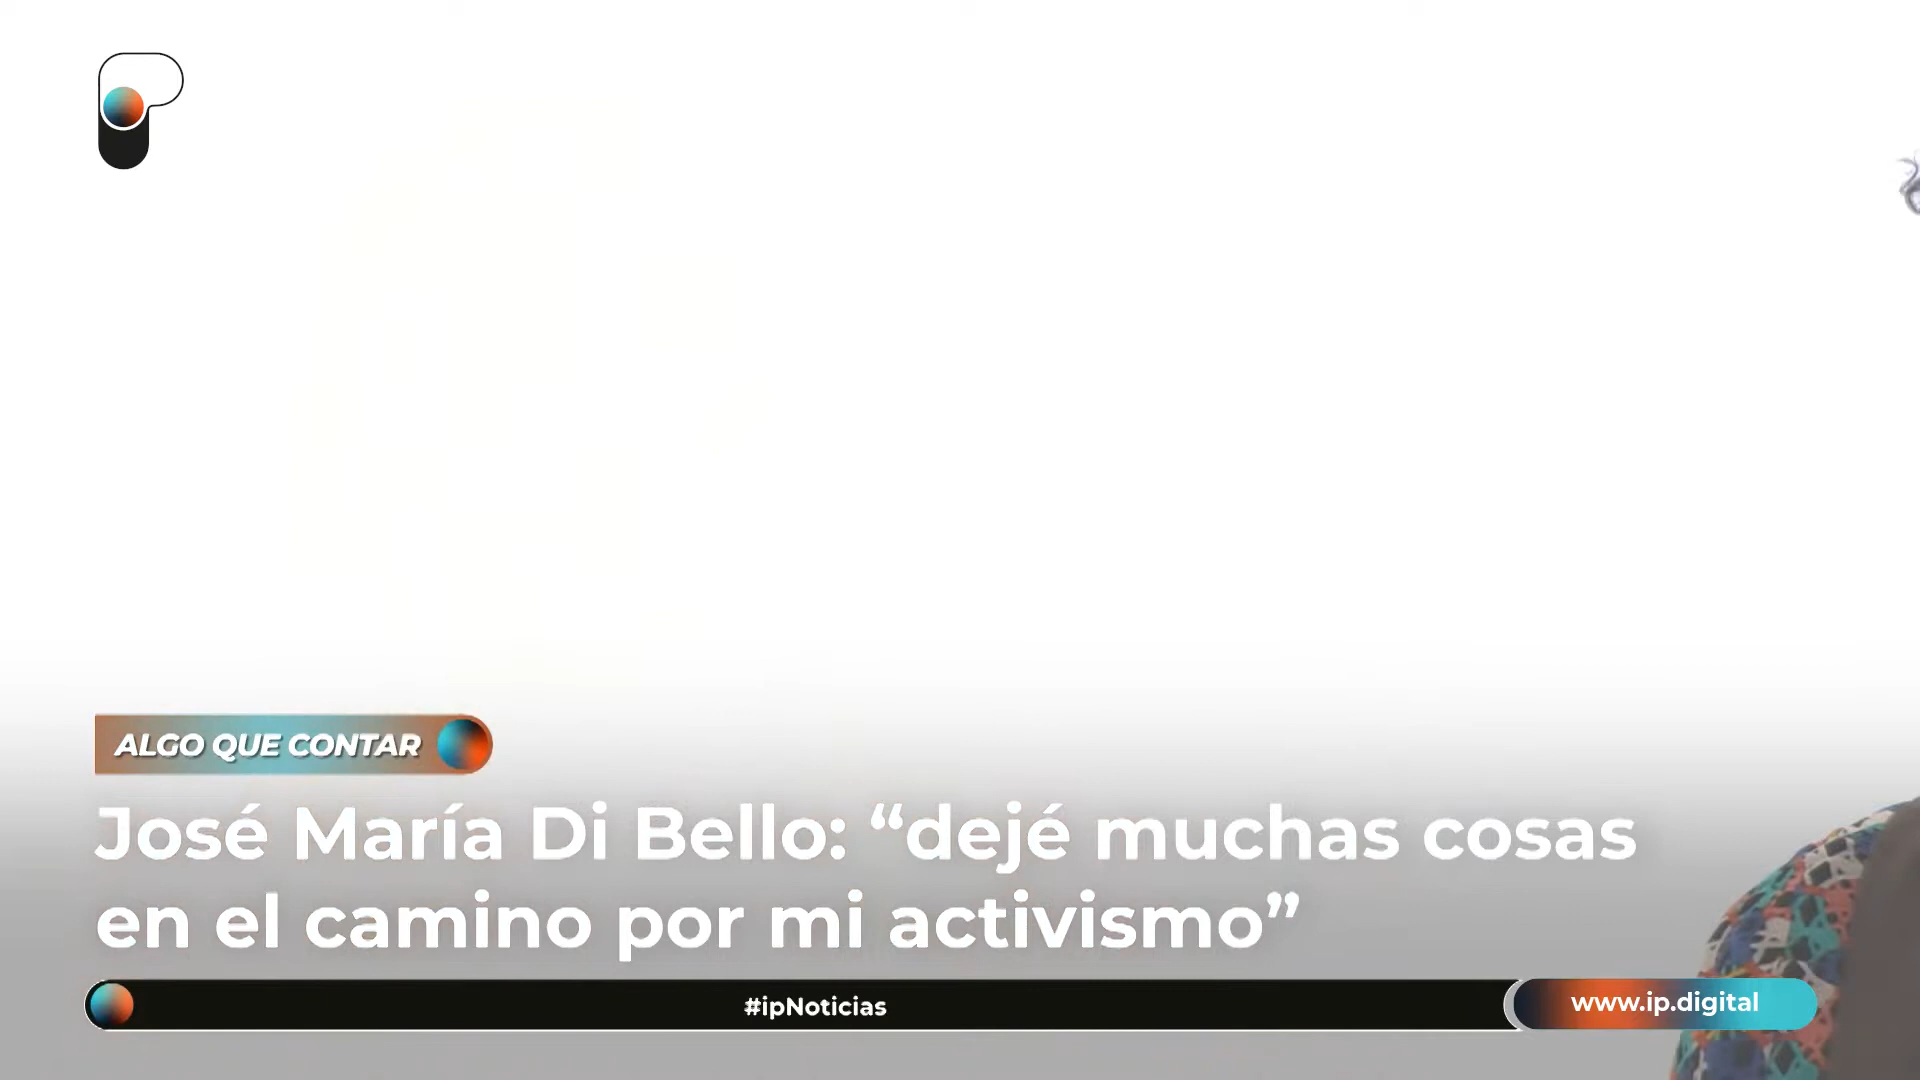 ALGO QUE CONTAR
José María Di Bello: “dejé muchas cosas
en el camino por mi activismo”
#ipNoticias
www.ip.digital